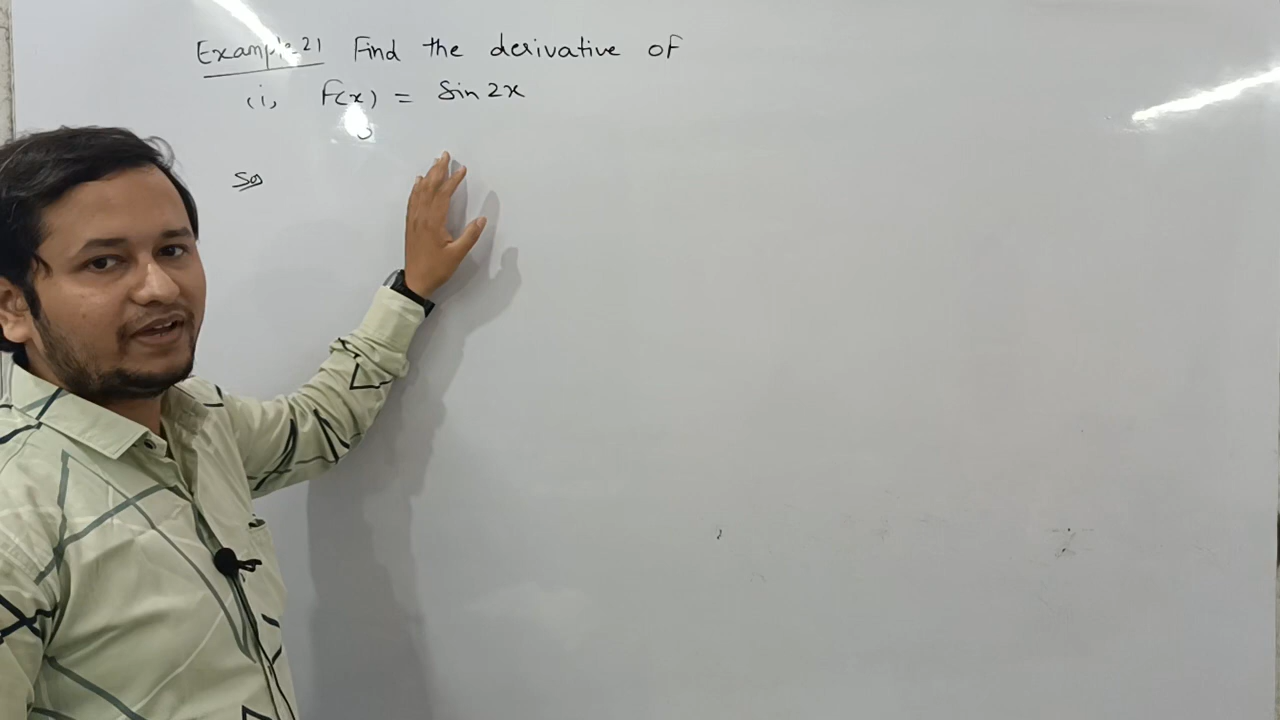 Example-21 Find the derivative of
(i) f(x) = Sin 2x
Sol